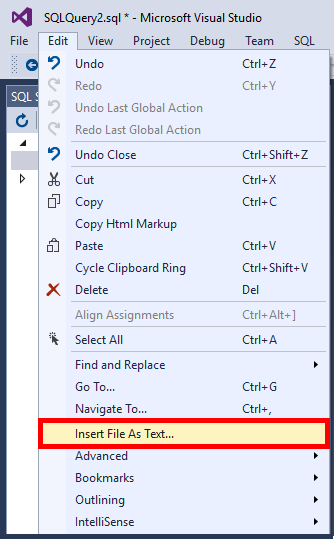 SQLQuery2.sql * - Microsoft Visual Studio
File Edit View Project Debug Team SQL
SQL S
Undo Ctrl+Z
Redo Ctrl+Y
Undo Last Global Action
Redo Last Global Action
Undo Close Ctrl+Shift+Z
Cut Ctrl+X
Copy Ctrl+C
Copy Html Markup
Paste Ctrl+V
Cycle Clipboard Ring Ctrl+Shift+V
Delete Del
Align Assignments Ctrl+Alt+]
Select All Ctrl+A
Find and Replace
Go To... Ctrl+G
Navigate To... Ctrl+,
Insert File As Text...
Advanced
Bookmarks
Outlining
IntelliSense